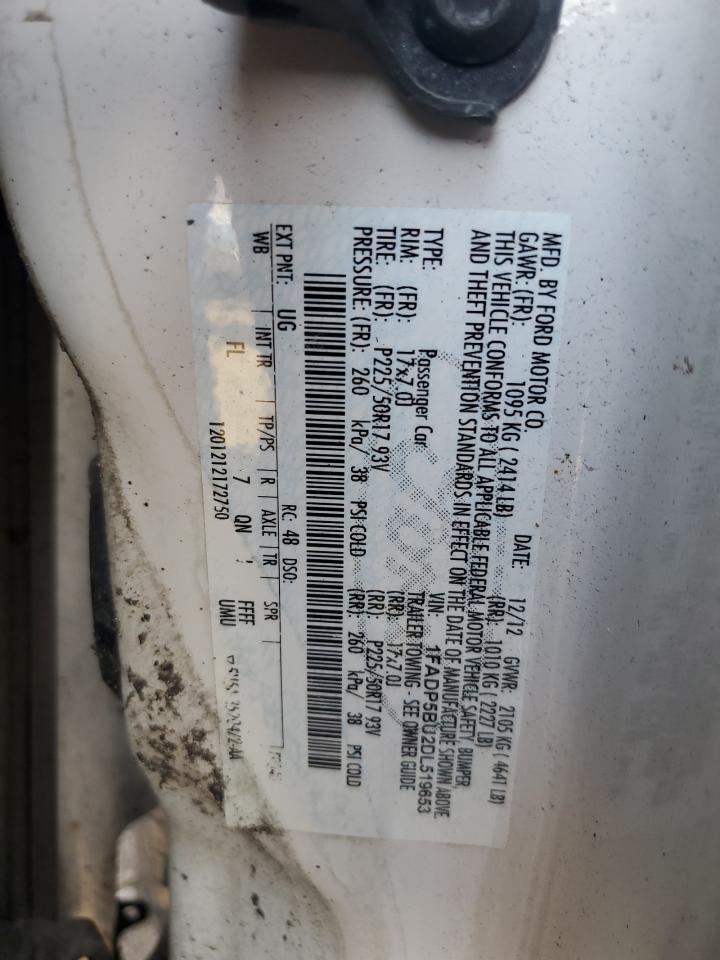 MFD. BY FORD MOTOR CO.
DATE: 12/12 GVWR: 2105 KG ( 4641 LB)
GAWR: (FR): 1095 KG ( 2414 LB) (RR): 1010 KG ( 2227 LB)
THIS VEHICLE CONFORMS TO ALL APPLICABLE FEDERAL MOTOR VEHICLE SAFETY, BUMPER,
AND THEFT PREVENTION STANDARDS IN EFFECT ON THE DATE OF MANUFACTURE SHOWN ABOVE.
VIN: 1FADP5BU2DL519653
TYPE: Passenger Car TRAILER TOWING - SEE OWNER GUIDE
RIM: (FR): 17x7.0J (RR): 17x7.0J
TIRE: (FR): P225/50R17 93V (RR): P225/50R17 93V
PRESSURE: (FR): 260 kPa/ 38 PSI COLD (RR): 260 kPa/ 38 PSI COLD
EXT PNT: UG RC: 48 DSO:
WB | INT TR | TP/PS | R | AXLE | TR | SPR
FL 7 QN FFFF
1201212172750 UMU